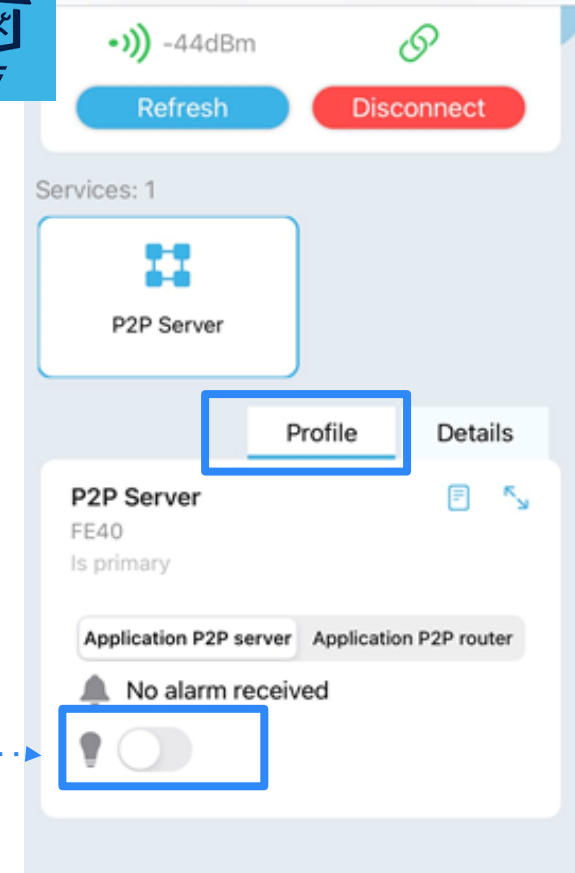 -44dBm
Refresh Disconnect
Services: 1
P2P Server
Profile Details
P2P Server
FE40
Is primary
Application P2P server Application P2P router
No alarm received